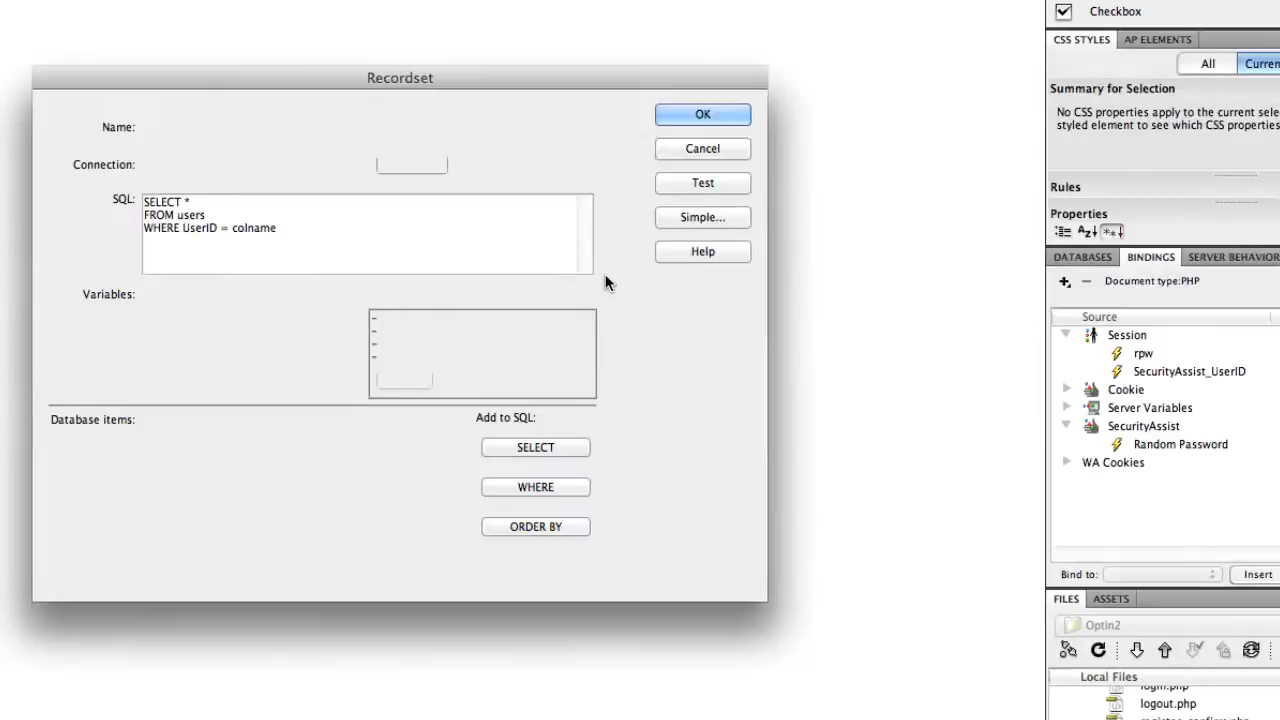 Recordset
Name:
Connection:
SQL:
SELECT *
FROM users
WHERE UserID = colname
Variables:
Database items:
Add to SQL:
SELECT
WHERE
ORDER BY
OK
Cancel
Test
Simple...
Help
Checkbox
CSS STYLES AP ELEMENTS
All Curren
Summary for Selection
No CSS properties apply to the current sele
styled element to see which CSS properties
Rules
Properties
DATABASES BINDINGS SERVER BEHAVIOR
Document type:PHP
Source
Session
rpw
SecurityAssist_UserID
Cookie
Server Variables
SecurityAssist
Random Password
WA Cookies
Bind to: Insert
FILES ASSETS
Optin2
Local Files
login.php
logout.php